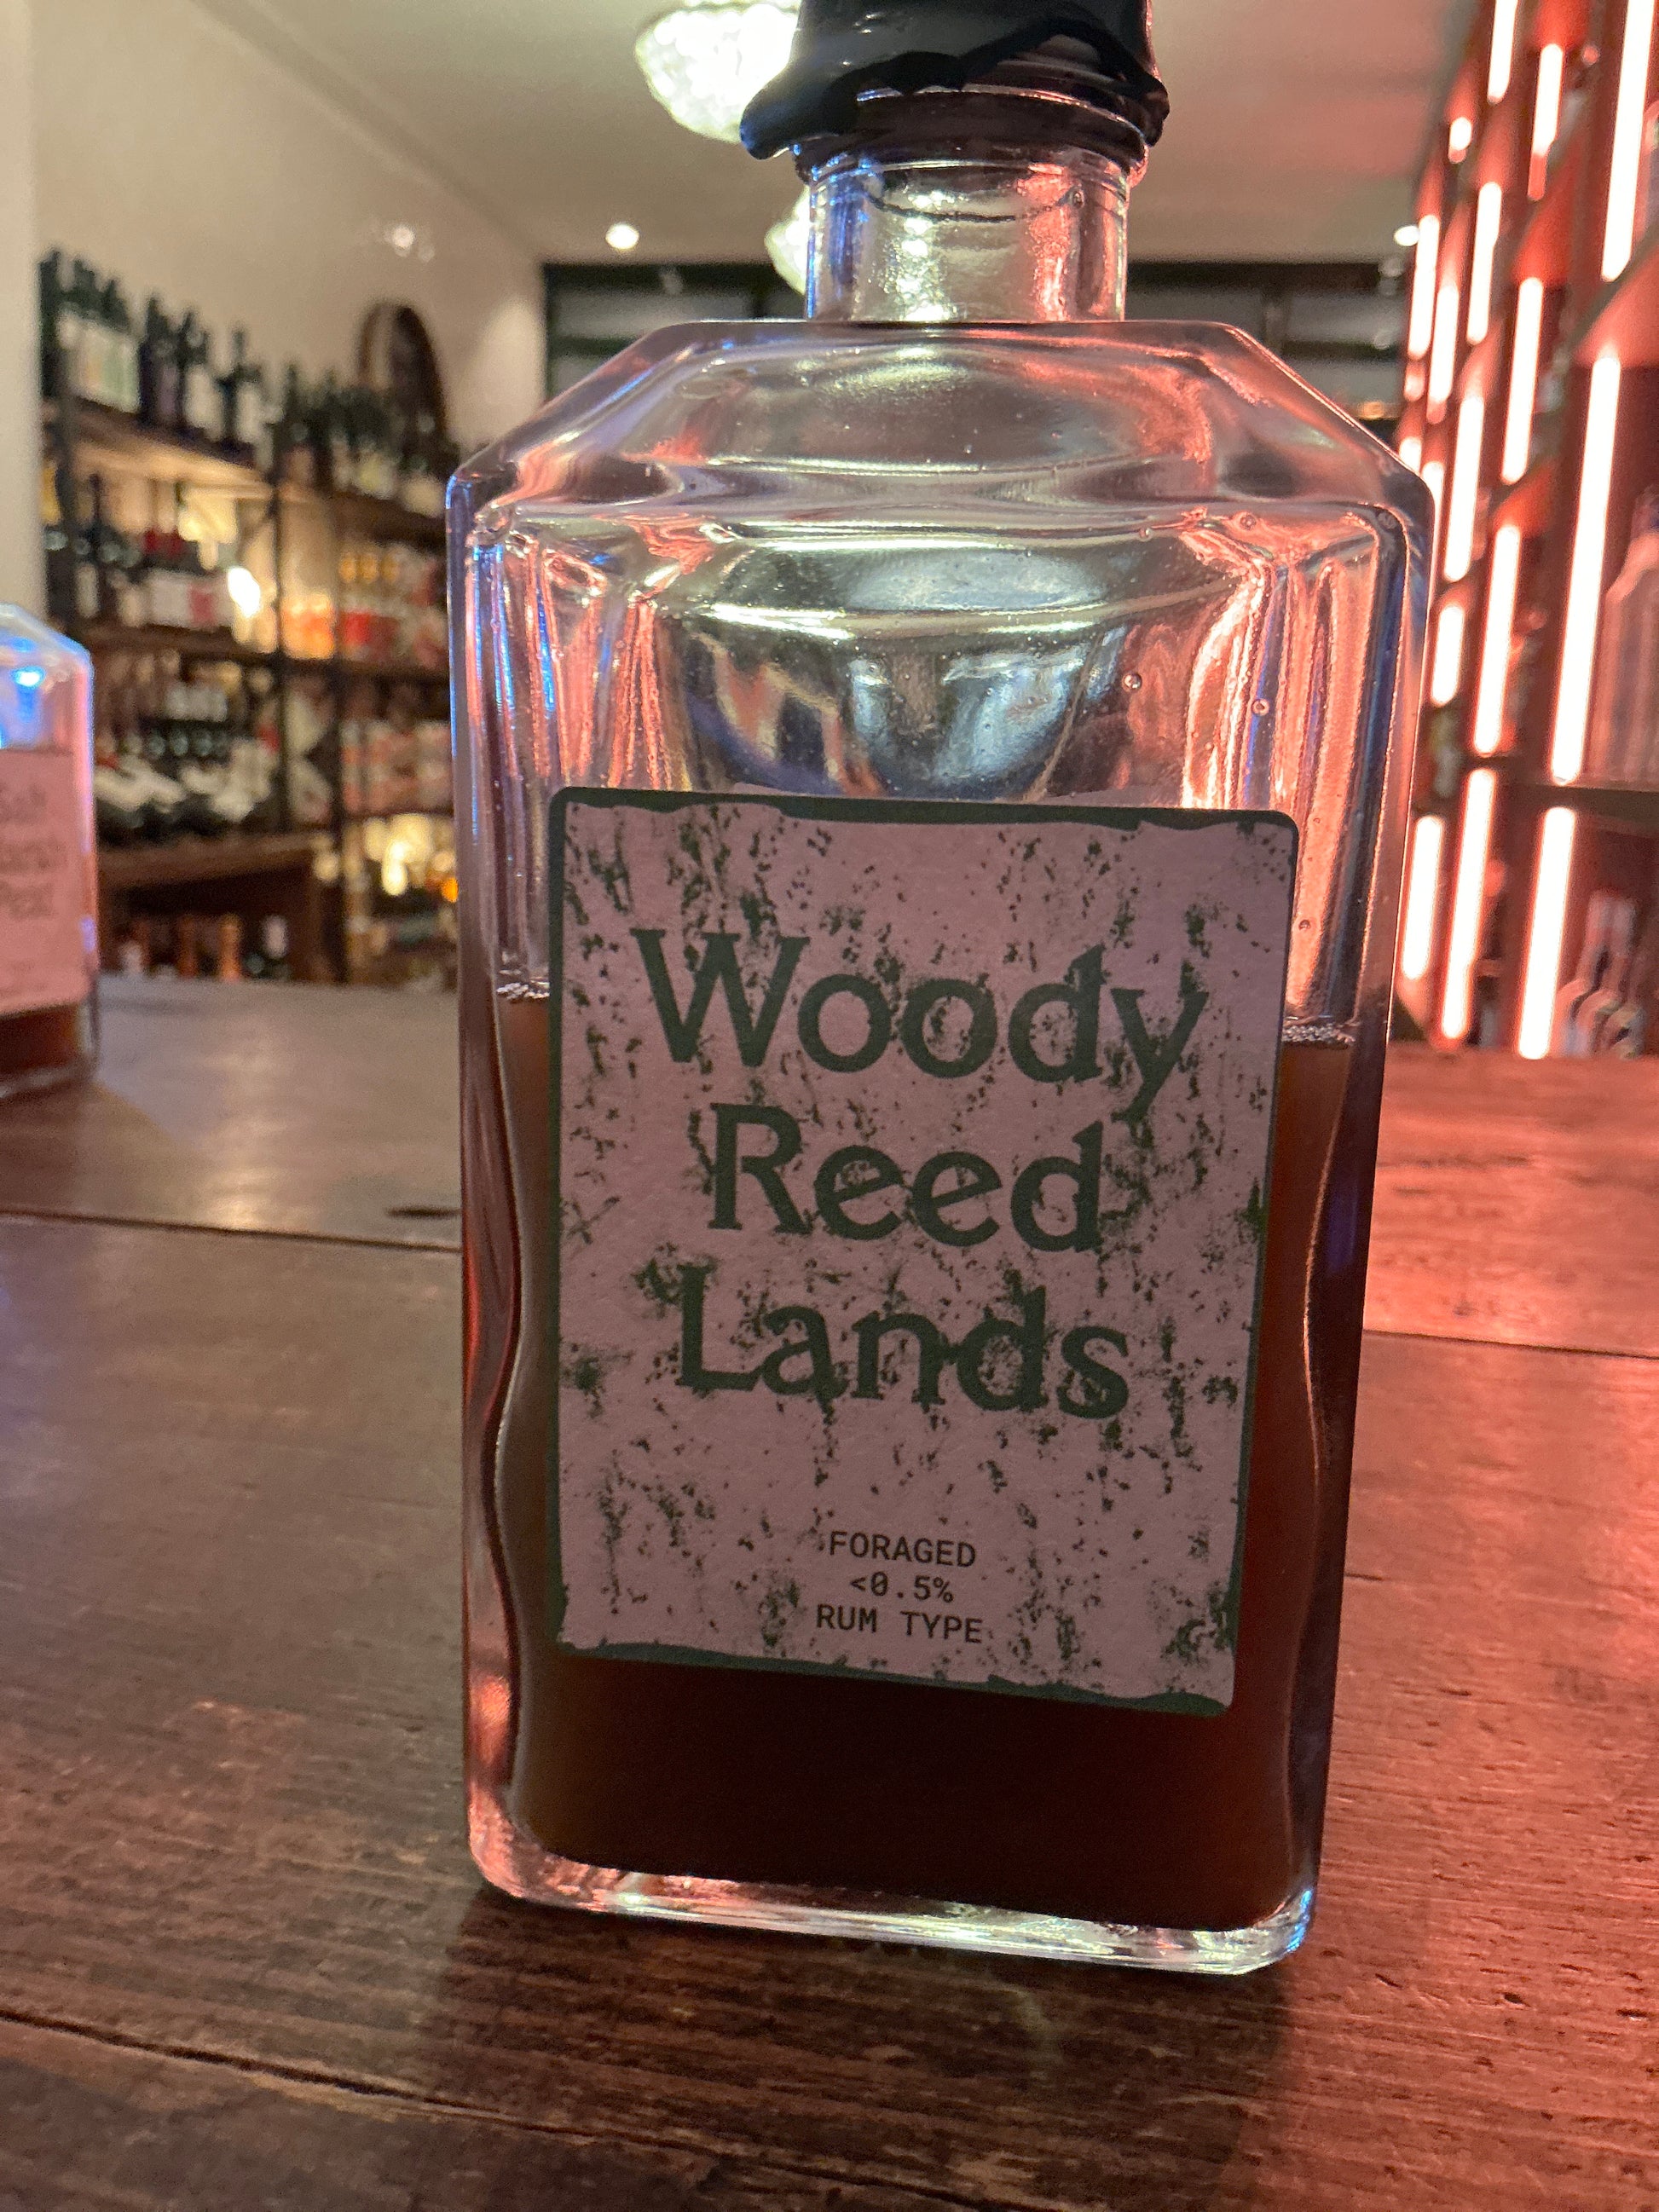 Woody
Reed
Lands
FORAGED
<0.5%
RUM TYPE